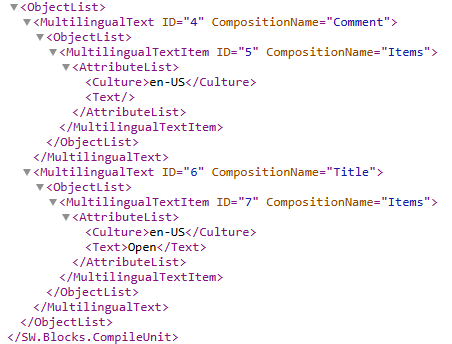 <ObjectList>
<MultilingualText ID="4" CompositionName="Comment">
<ObjectList>
<MultilingualTextItem ID="5" CompositionName="Items">
<AttributeList>
<Culture>en-US</Culture>
<Text/>
</AttributeList>
</MultilingualTextItem>
</ObjectList>
</MultilingualText>
<MultilingualText ID="6" CompositionName="Title">
<ObjectList>
<MultilingualTextItem ID="7" CompositionName="Items">
<AttributeList>
<Culture>en-US</Culture>
<Text>Open</Text>
</AttributeList>
</MultilingualTextItem>
</ObjectList>
</MultilingualText>
</ObjectList>
</SW.Blocks.CompileUnit>